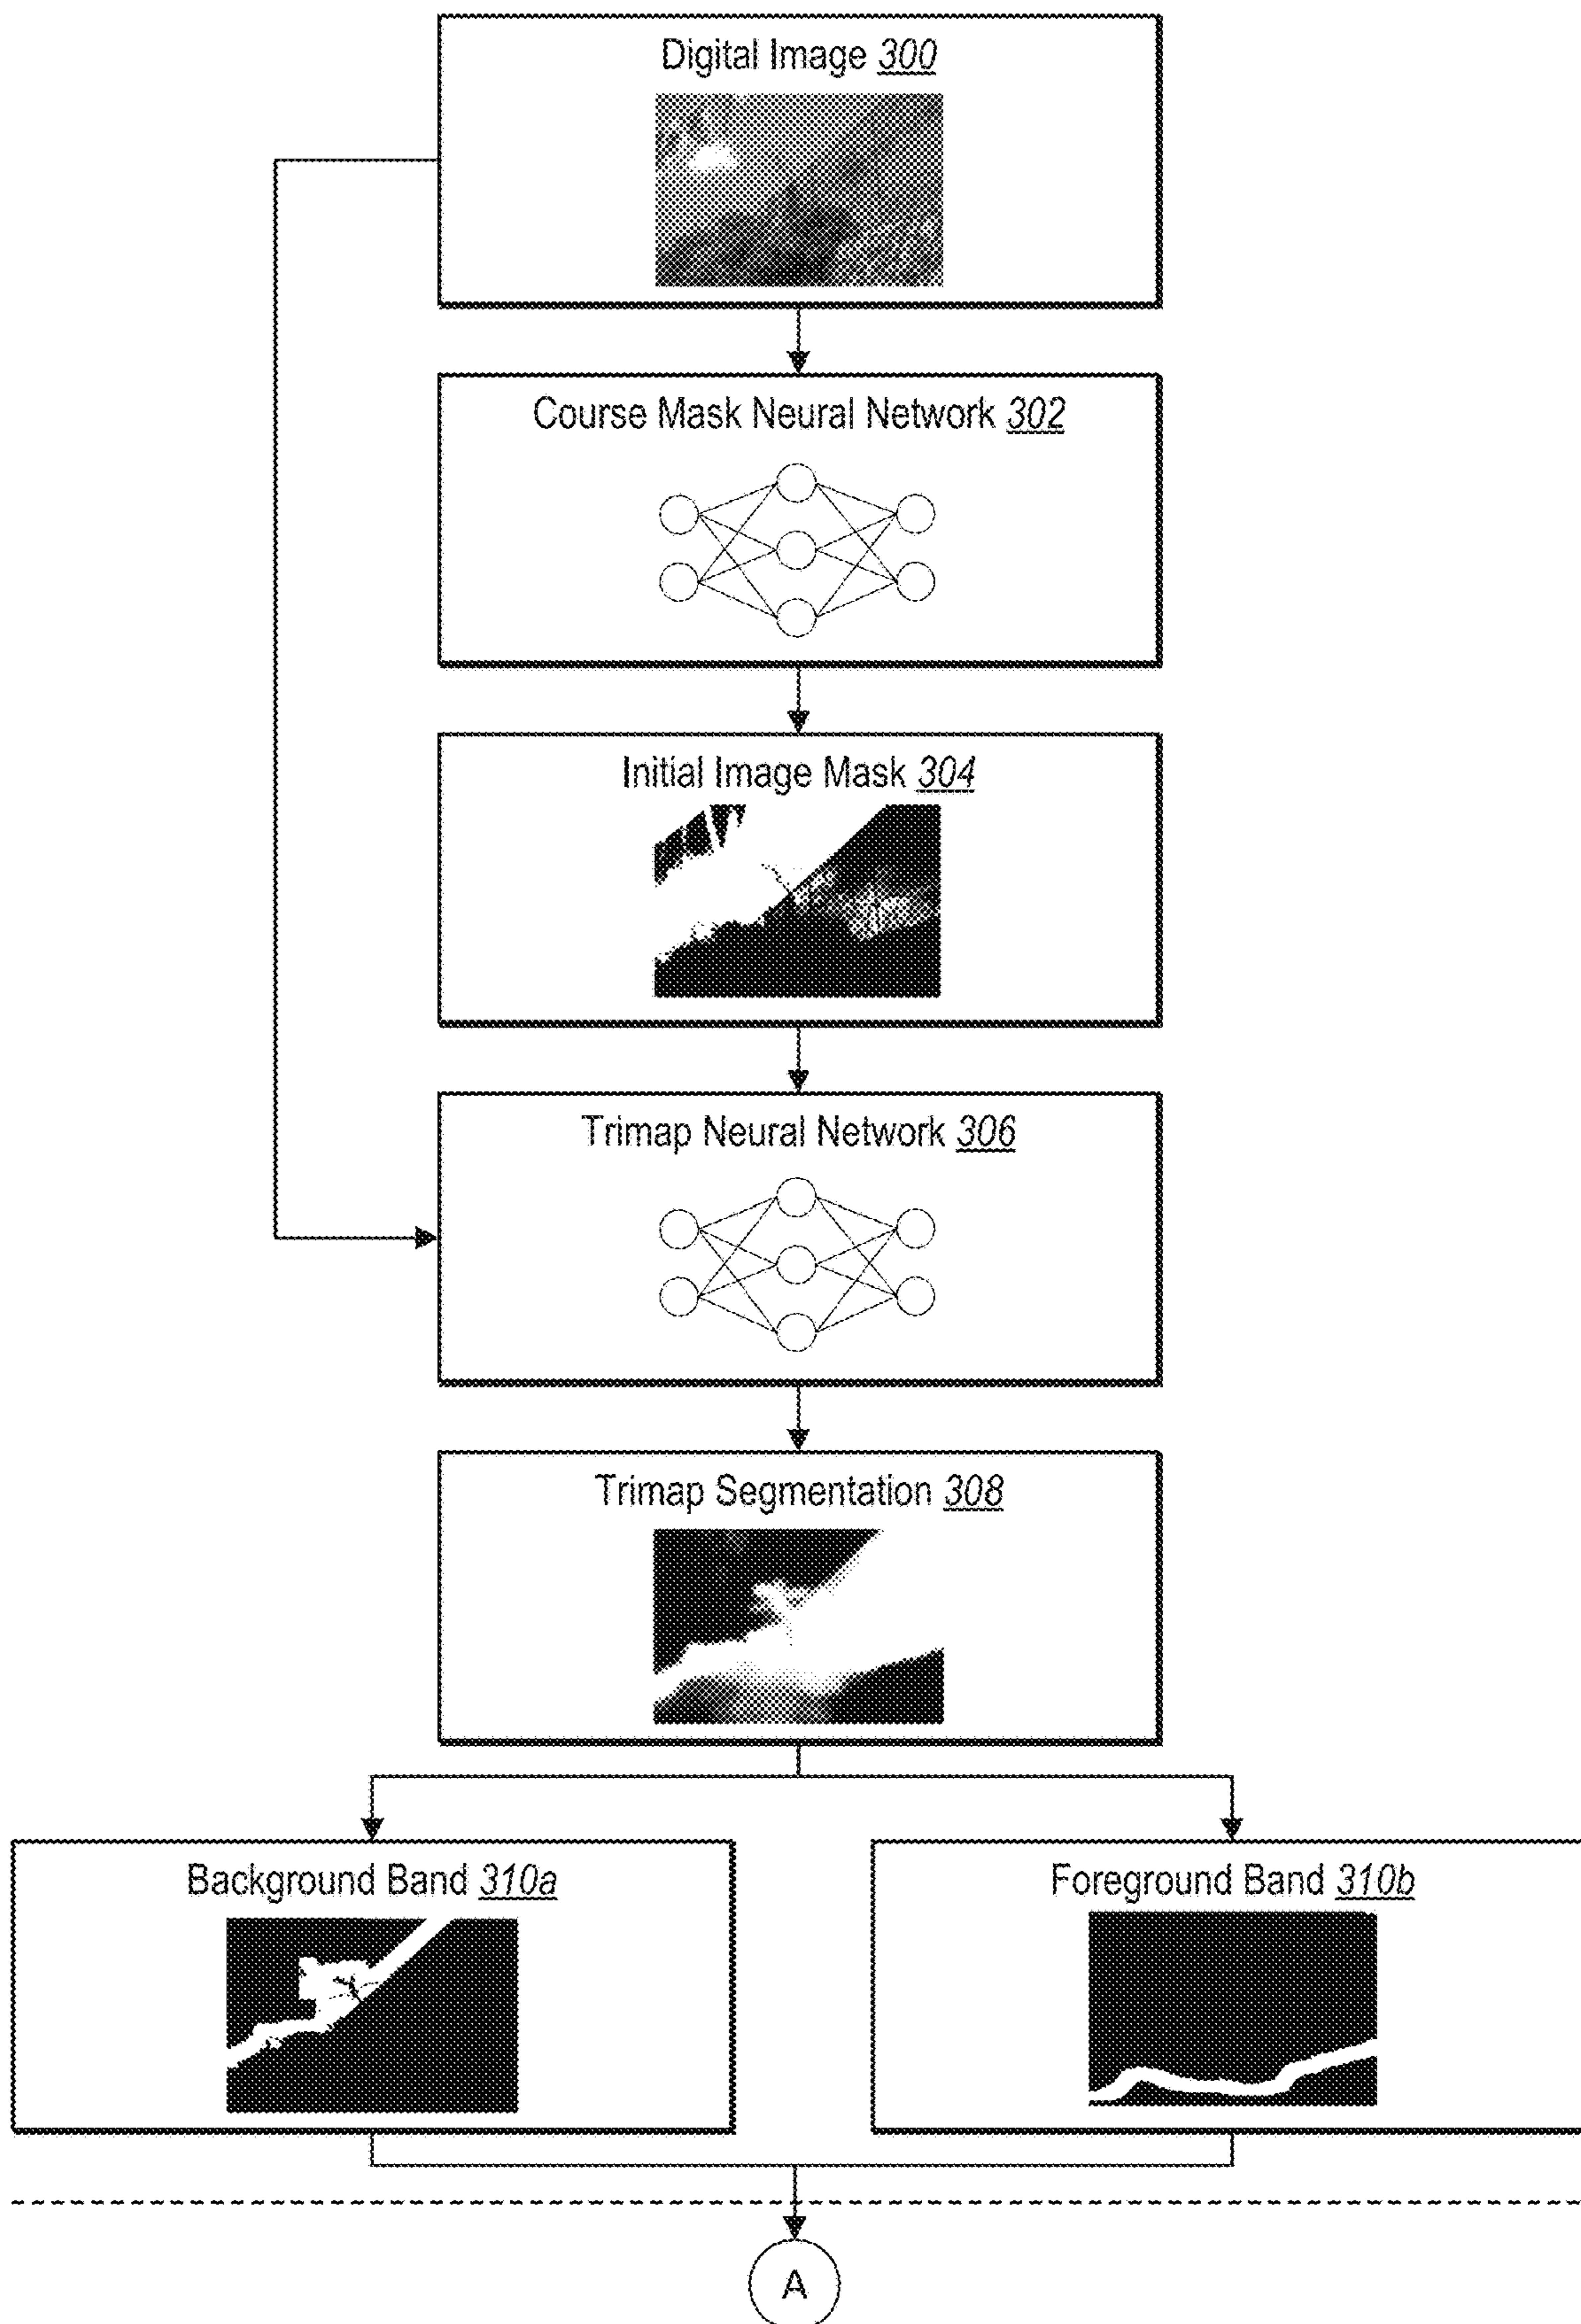 Digital Image 300
Course Mask Neural Network 302
Initial Image Mask 304
Trimap Neural Network 306
Trimap Segmentation 308
Background Band 310a
Foreground Band 310b
A